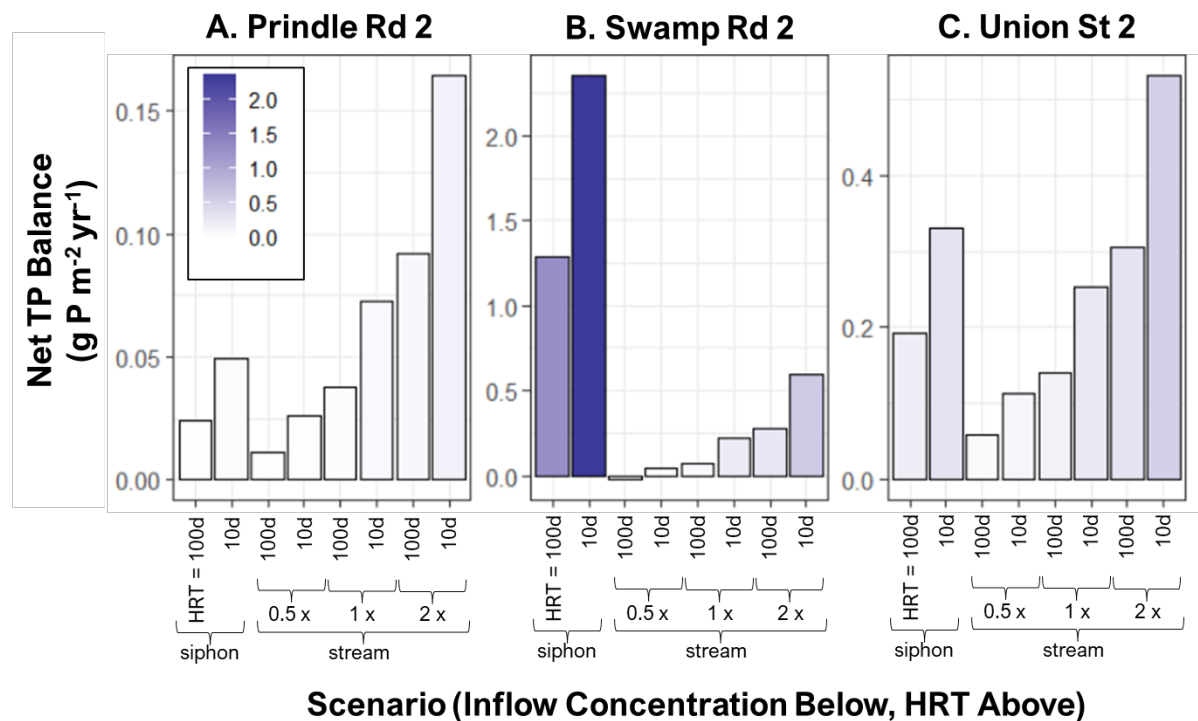 A. Prindle Rd 2
B. Swamp Rd 2
C. Union St 2
Net TP Balance
(g P m⁻² yr⁻¹)
0.15
0.10
0.05
0.00
2.0
1.5
1.0
0.5
0.0
2.0
1.5
1.0
0.5
0.0
0.4
0.2
0.0
HRT = 100d
10d
100d
10d
100d
10d
100d
10d
0.5 x
1 x
2 x
siphon
stream
HRT = 100d
10d
100d
10d
100d
10d
100d
10d
0.5 x
1 x
2 x
siphon
stream
HRT = 100d
10d
100d
10d
100d
10d
100d
10d
0.5 x
1 x
2 x
siphon
stream
Scenario (Inflow Concentration Below, HRT Above)